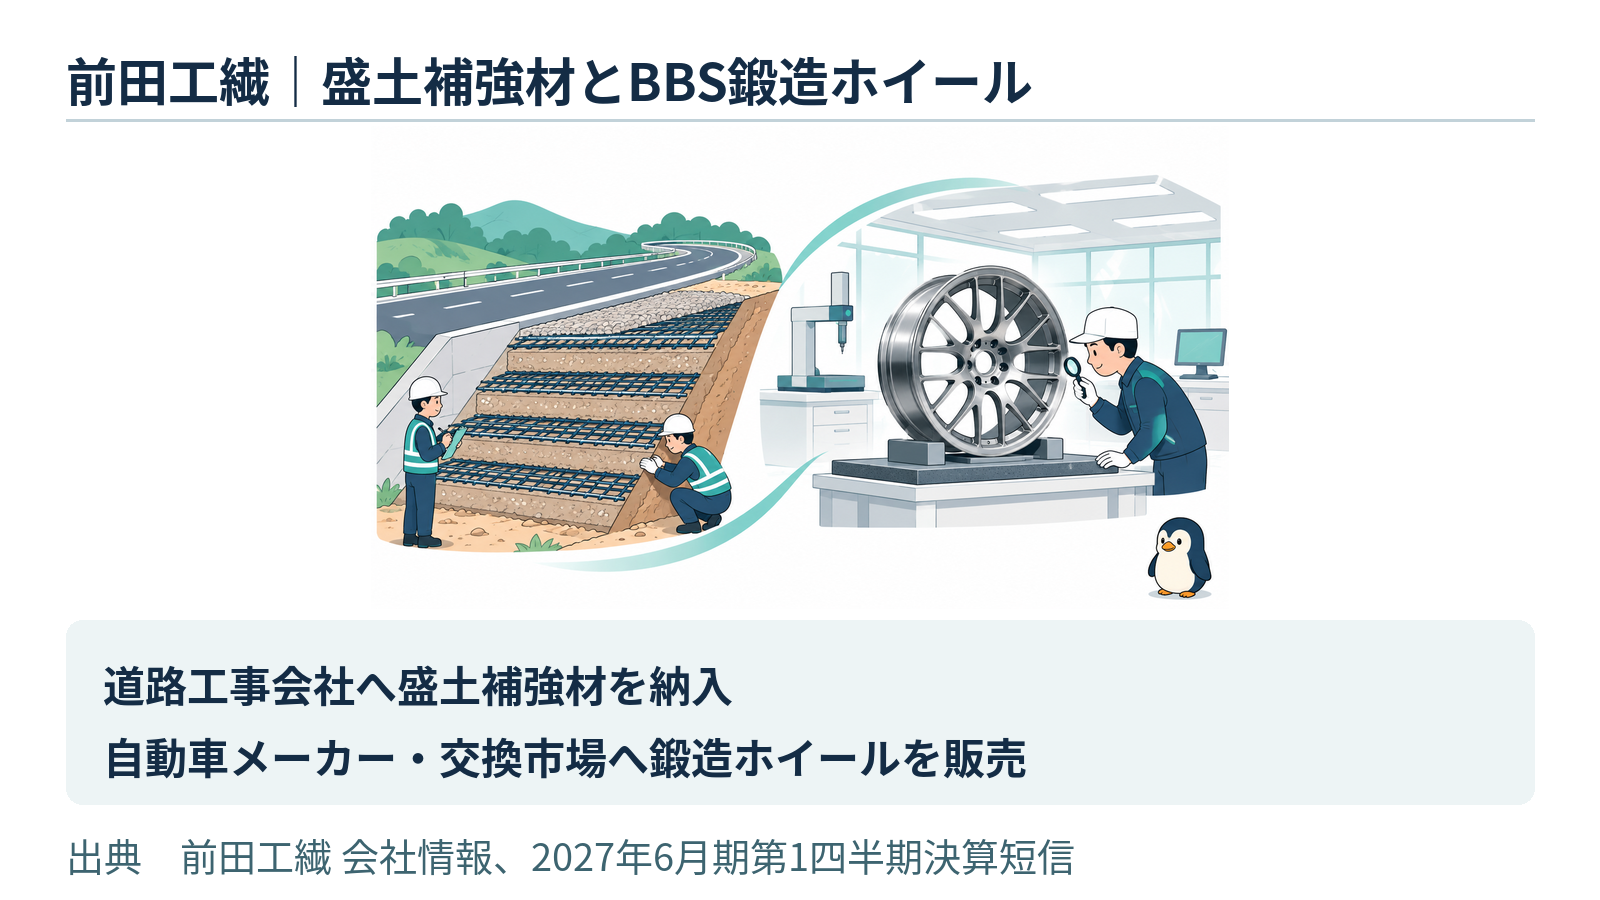 前田工繊｜盛土補強材とBBS鍛造ホイール
道路工事会社へ盛土補強材を納入
自動車メーカー・交換市場へ鍛造ホイールを販売
出典　前田工繊 会社情報、2027年6月期第1四半期決算短信